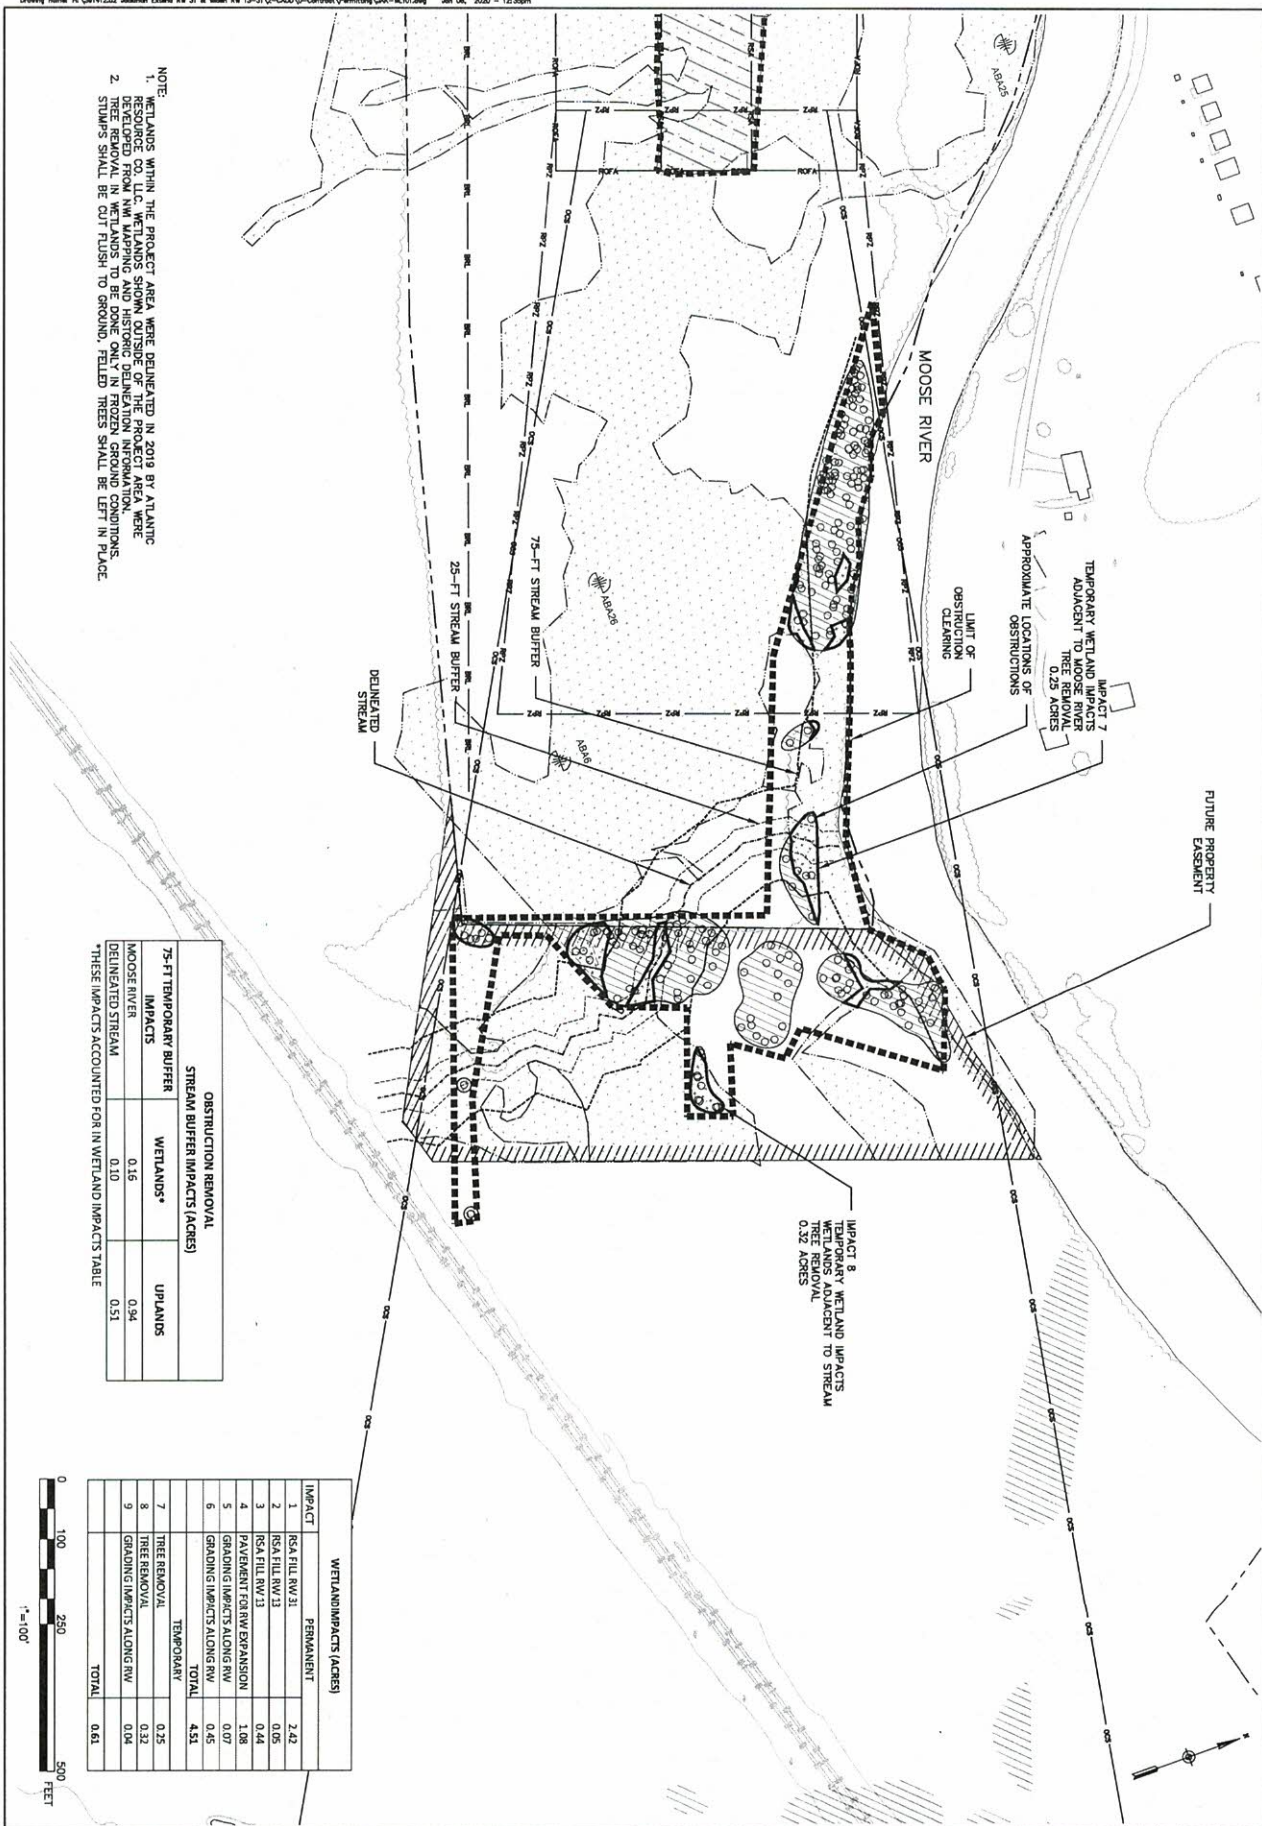 MOOSE RIVER
ABA25
ABA26
ABA6
IMPACT 7
TEMPORARY WETLAND IMPACTS
ADJACENT TO MOOSE RIVER
TREE REMOVAL
0.25 ACRES
APPROXIMATE LOCATIONS OF
OBSTRUCTIONS
LIMIT OF
OBSTRUCTION
CLEARING
FUTURE PROPERTY
EASEMENT
75-FT STREAM BUFFER
25-FT STREAM BUFFER
DELINEATED
STREAM
IMPACT 8
TEMPORARY WETLAND IMPACTS
WETLANDS ADJACENT TO STREAM
TREE REMOVAL
0.32 ACRES
BRL
RPZ
OCS
ROFA
RSA
NOTE:
1. WETLANDS WITHIN THE PROJECT AREA WERE DELINEATED IN 2019 BY ATLANTIC
RESOURCE CO. LLC. WETLANDS SHOWN OUTSIDE OF THE PROJECT AREA WERE
DEVELOPED FROM NWI MAPPING AND HISTORIC DELINEATION INFORMATION.
2. TREE REMOVAL IN WETLANDS TO BE DONE ONLY IN FROZEN GROUND CONDITIONS.
STUMPS SHALL BE CUT FLUSH TO GROUND, FELLED TREES SHALL BE LEFT IN PLACE.
OBSTRUCTION REMOVAL
STREAM BUFFER IMPACTS (ACRES)
75-FT TEMPORARY BUFFER
IMPACTS WETLANDS* UPLANDS
MOOSE RIVER 0.16 0.94
DELINEATED STREAM 0.10 0.51
*THESE IMPACTS ACCOUNTED FOR IN WETLAND IMPACTS TABLE
WETLAND IMPACTS (ACRES)
IMPACT PERMANENT
1 RSA FILL RW 31 2.42
2 RSA FILL RW 13 0.05
3 RSA FILL RW 13 0.44
4 PAVEMENT FOR RW EXPANSION 1.08
5 GRADING IMPACTS ALONG RW 0.07
6 GRADING IMPACTS ALONG RW 0.45
TOTAL 4.51
TEMPORARY
7 TREE REMOVAL 0.25
8 TREE REMOVAL 0.32
9 GRADING IMPACTS ALONG RW 0.04
TOTAL 0.61
0 100 250 500
FEET
1"=100'